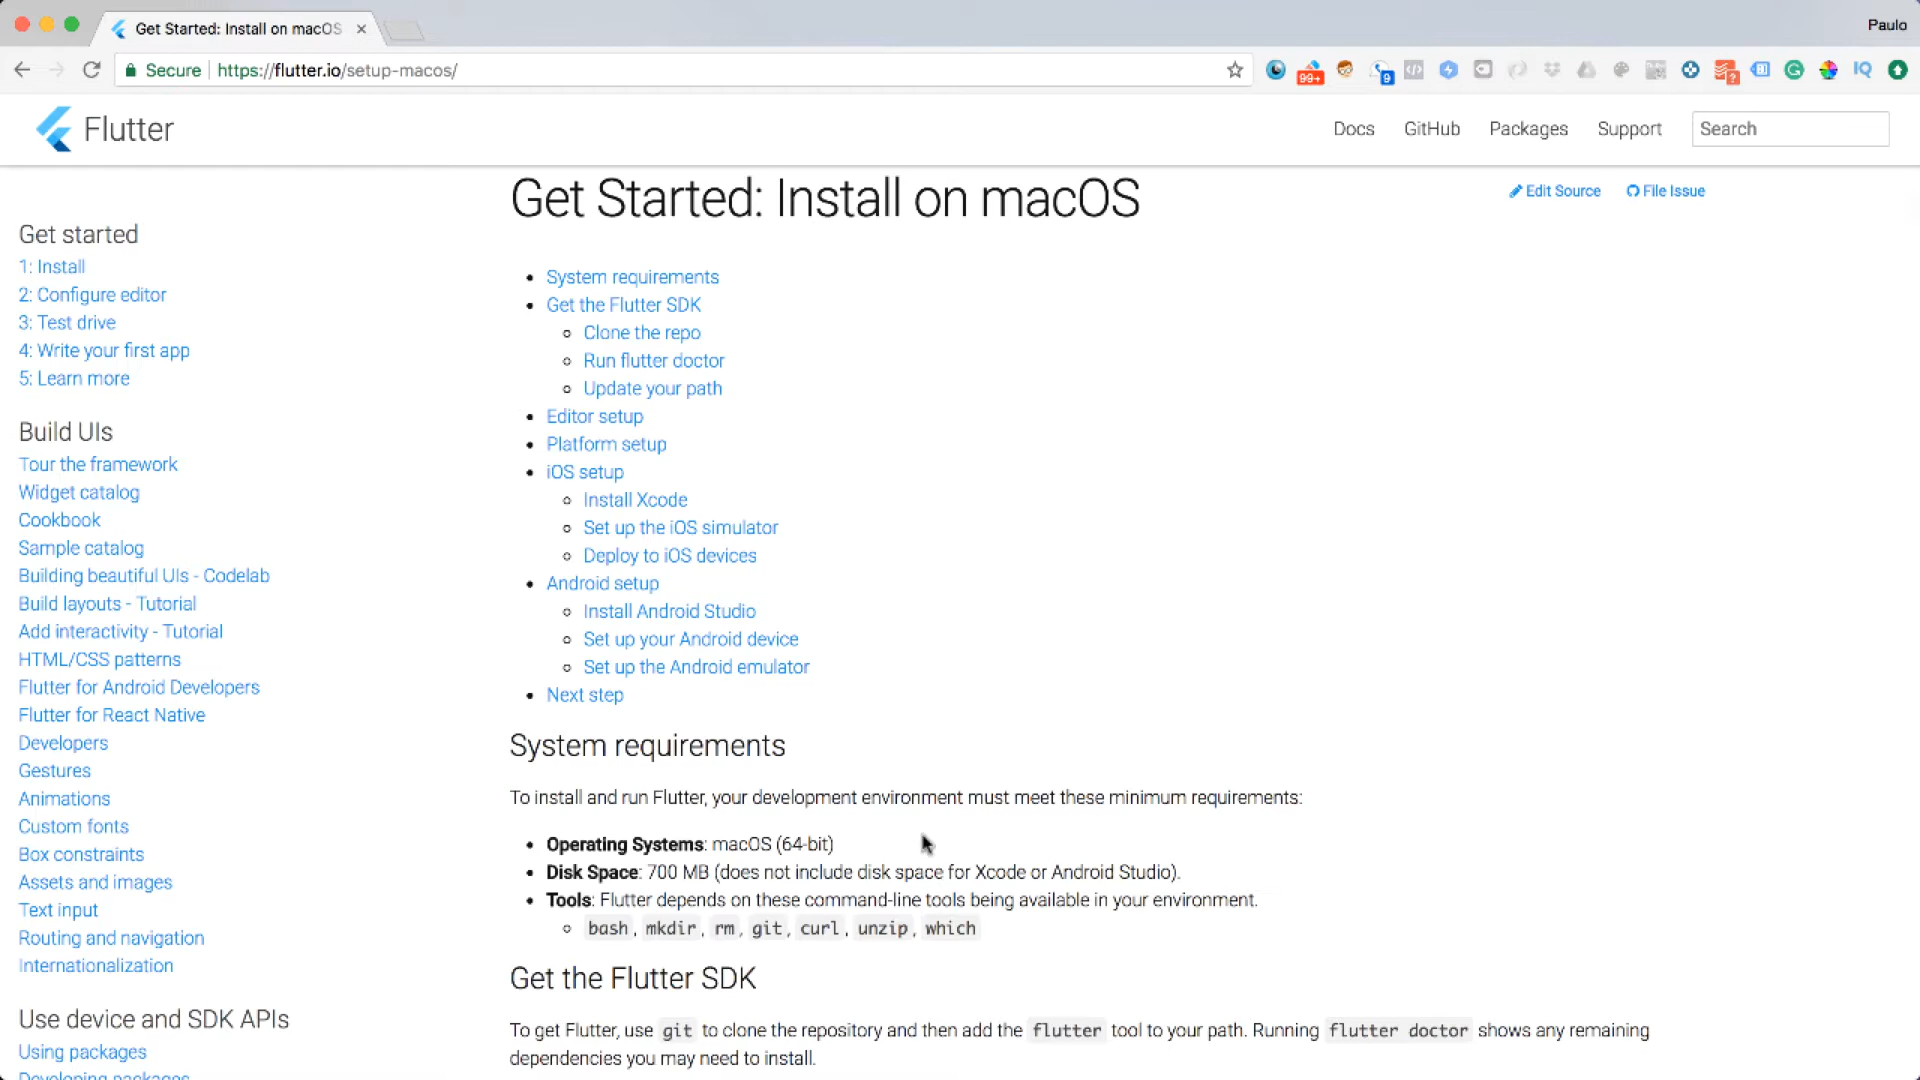 Get Started: Install on macOS
Paulo
Secure
https://flutter.io/setup-macos/
99+
9
?
IQ
Flutter
Docs
GitHub
Packages
Support
Search
Get Started: Install on macOS
Edit Source
File Issue
Get started
1: Install
2: Configure editor
3: Test drive
4: Write your first app
5: Learn more
Build UIs
Tour the framework
Widget catalog
Cookbook
Sample catalog
Building beautiful UIs - Codelab
Build layouts - Tutorial
Add interactivity - Tutorial
HTML/CSS patterns
Flutter for Android Developers
Flutter for React Native
Developers
Gestures
Animations
Custom fonts
Box constraints
Assets and images
Text input
Routing and navigation
Internationalization
Use device and SDK APIs
Using packages
Developing packages
System requirements
Get the Flutter SDK
Clone the repo
Run flutter doctor
Update your path
Editor setup
Platform setup
iOS setup
Install Xcode
Set up the iOS simulator
Deploy to iOS devices
Android setup
Install Android Studio
Set up your Android device
Set up the Android emulator
Next step
System requirements
To install and run Flutter, your development environment must meet these minimum requirements:
Operating Systems: macOS (64-bit)
Disk Space: 700 MB (does not include disk space for Xcode or Android Studio).
Tools: Flutter depends on these command-line tools being available in your environment.
bash, mkdir, rm, git, curl, unzip, which
Get the Flutter SDK
To get Flutter, use git to clone the repository and then add the flutter tool to your path. Running flutter doctor shows any remaining
dependencies you may need to install.